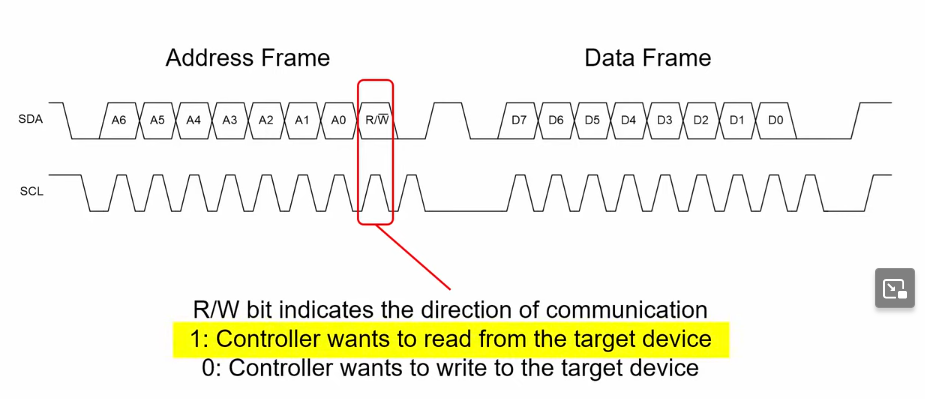 Address Frame Data Frame
SDA A6 A5 A4 A3 A2 A1 A0 R/W̅ D7 D6 D5 D4 D3 D2 D1 D0
SCL
R/W bit indicates the direction of communication
1: Controller wants to read from the target device
0: Controller wants to write to the target device